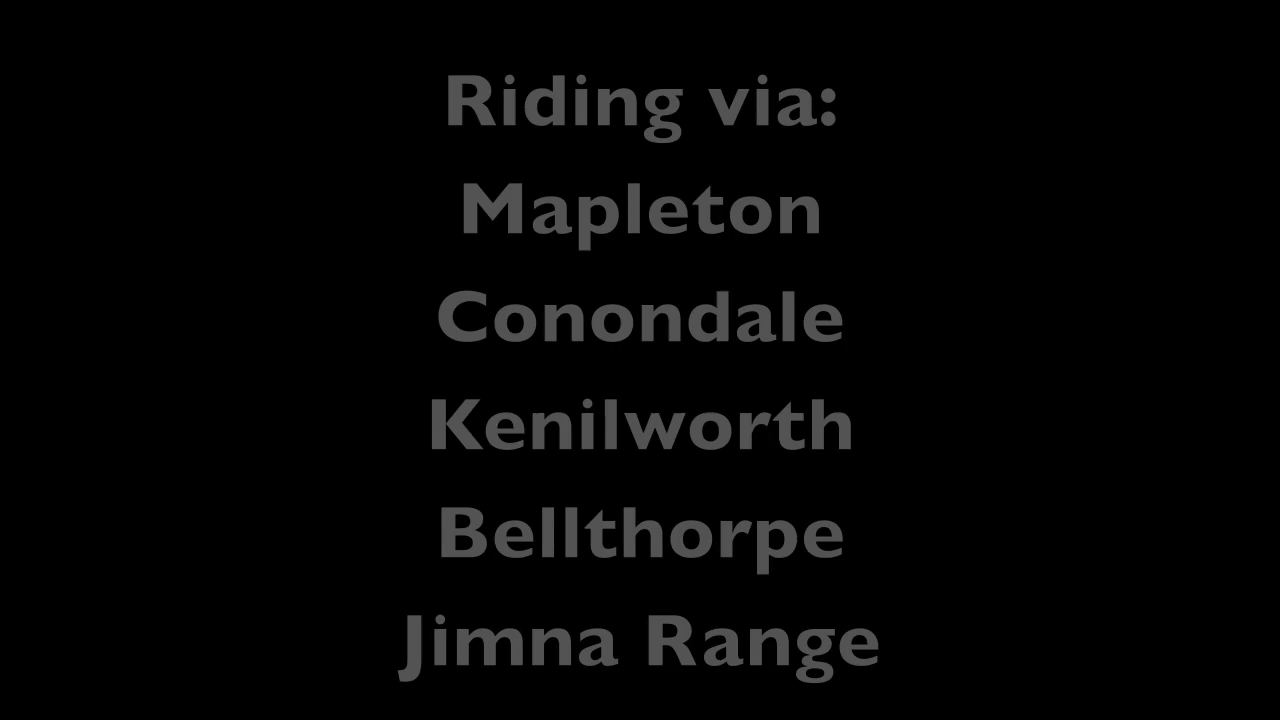 Riding via:
Mapleton
Conondale
Kenilworth
Bellthorpe
Jimna Range